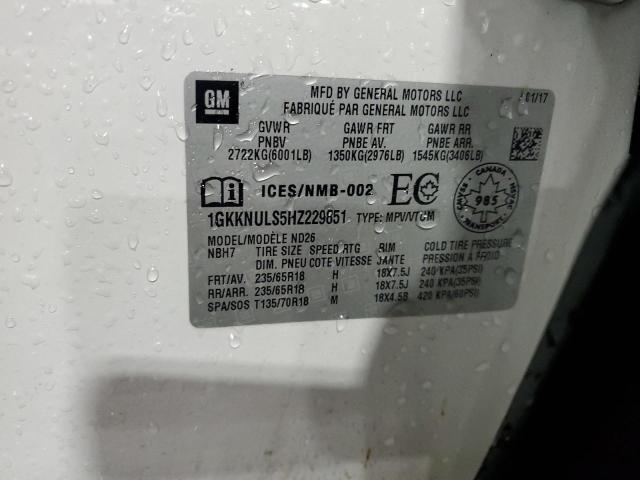 GM
MFD BY GENERAL MOTORS LLC
01/17
FABRIQUÉ PAR GENERAL MOTORS LLC
GVWR GAWR FRT GAWR RR
PNBV PNBE AV. PNBE ARR.
2722KG(6001LB) 1350KG(2976LB) 1545KG(3406LB)
ICES/NMB-002 EC
CANADA
985
TRANSPORT
1GKKNULS5HZ229651 TYPE: MPV/VTUM
MODEL/MODÈLE ND26
NBH7 TIRE SIZE SPEED RTG RIM COLD TIRE PRESSURE
DIM. PNEU COTE VITESSE JANTE PRESSION A FROID
FRT/AV. 235/65R18 H 18X7.5J 240 KPA(35PSI)
RR/ARR. 235/65R18 H 18X7.5J 240 KPA(35PSI)
SPA/SOS T135/70R18 M 18X4.5B 420 KPA(60PSI)